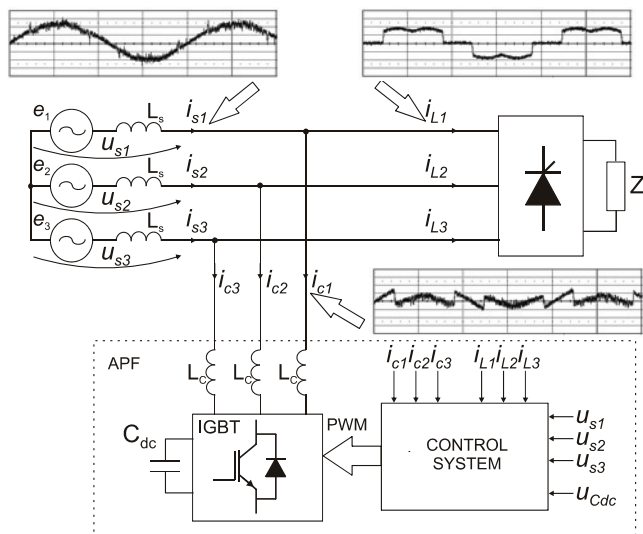 e1 Ls is1 iL1
us1
e2 Ls is2 iL2
us2
Z
e3 Ls is3 iL3
us3
ic3 ic2 ic1
APF
LC LC LC
ic1 ic2 ic3 iL1 iL2 iL3
Cdc
IGBT
PWM
CONTROL
SYSTEM
us1
us2
us3
uCdc